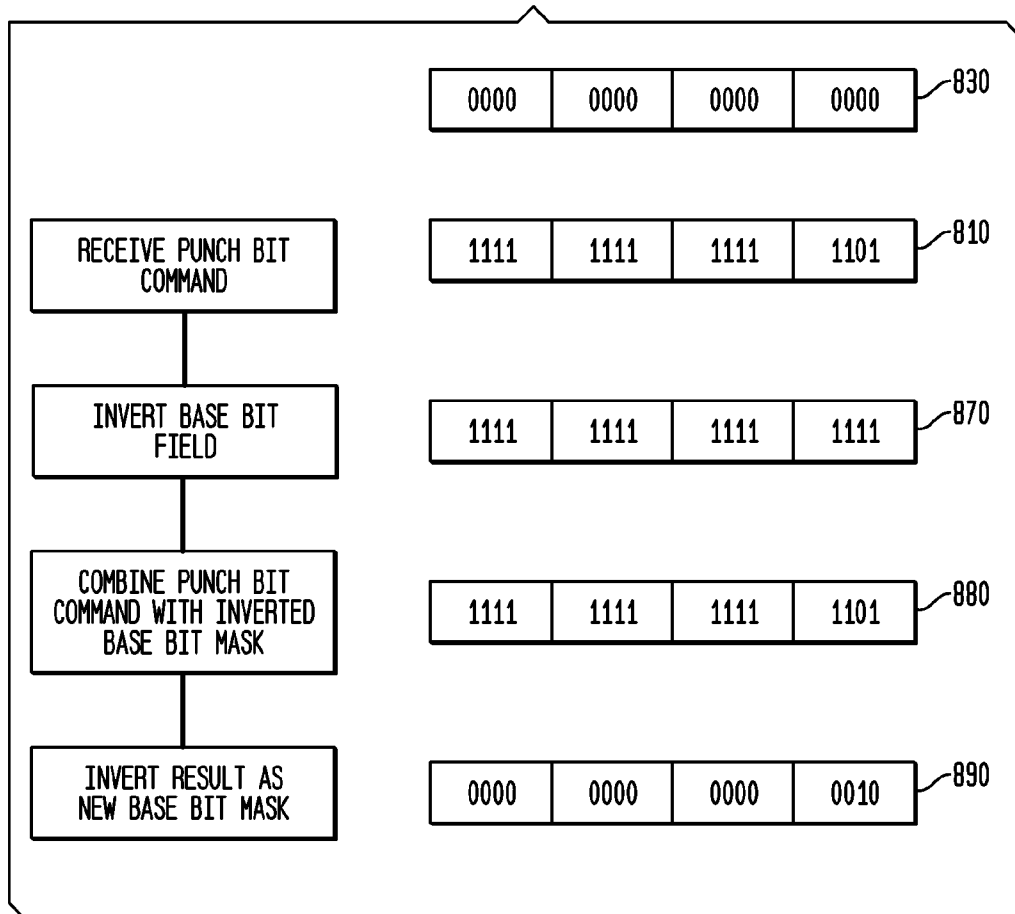 0000 0000 0000 0000 830
RECEIVE PUNCH BIT
COMMAND
1111 1111 1111 1101 810
INVERT BASE BIT
FIELD
1111 1111 1111 1111 870
COMBINE PUNCH BIT
COMMAND WITH INVERTED
BASE BIT MASK
1111 1111 1111 1101 880
INVERT RESULT AS
NEW BASE BIT MASK
0000 0000 0000 0010 890